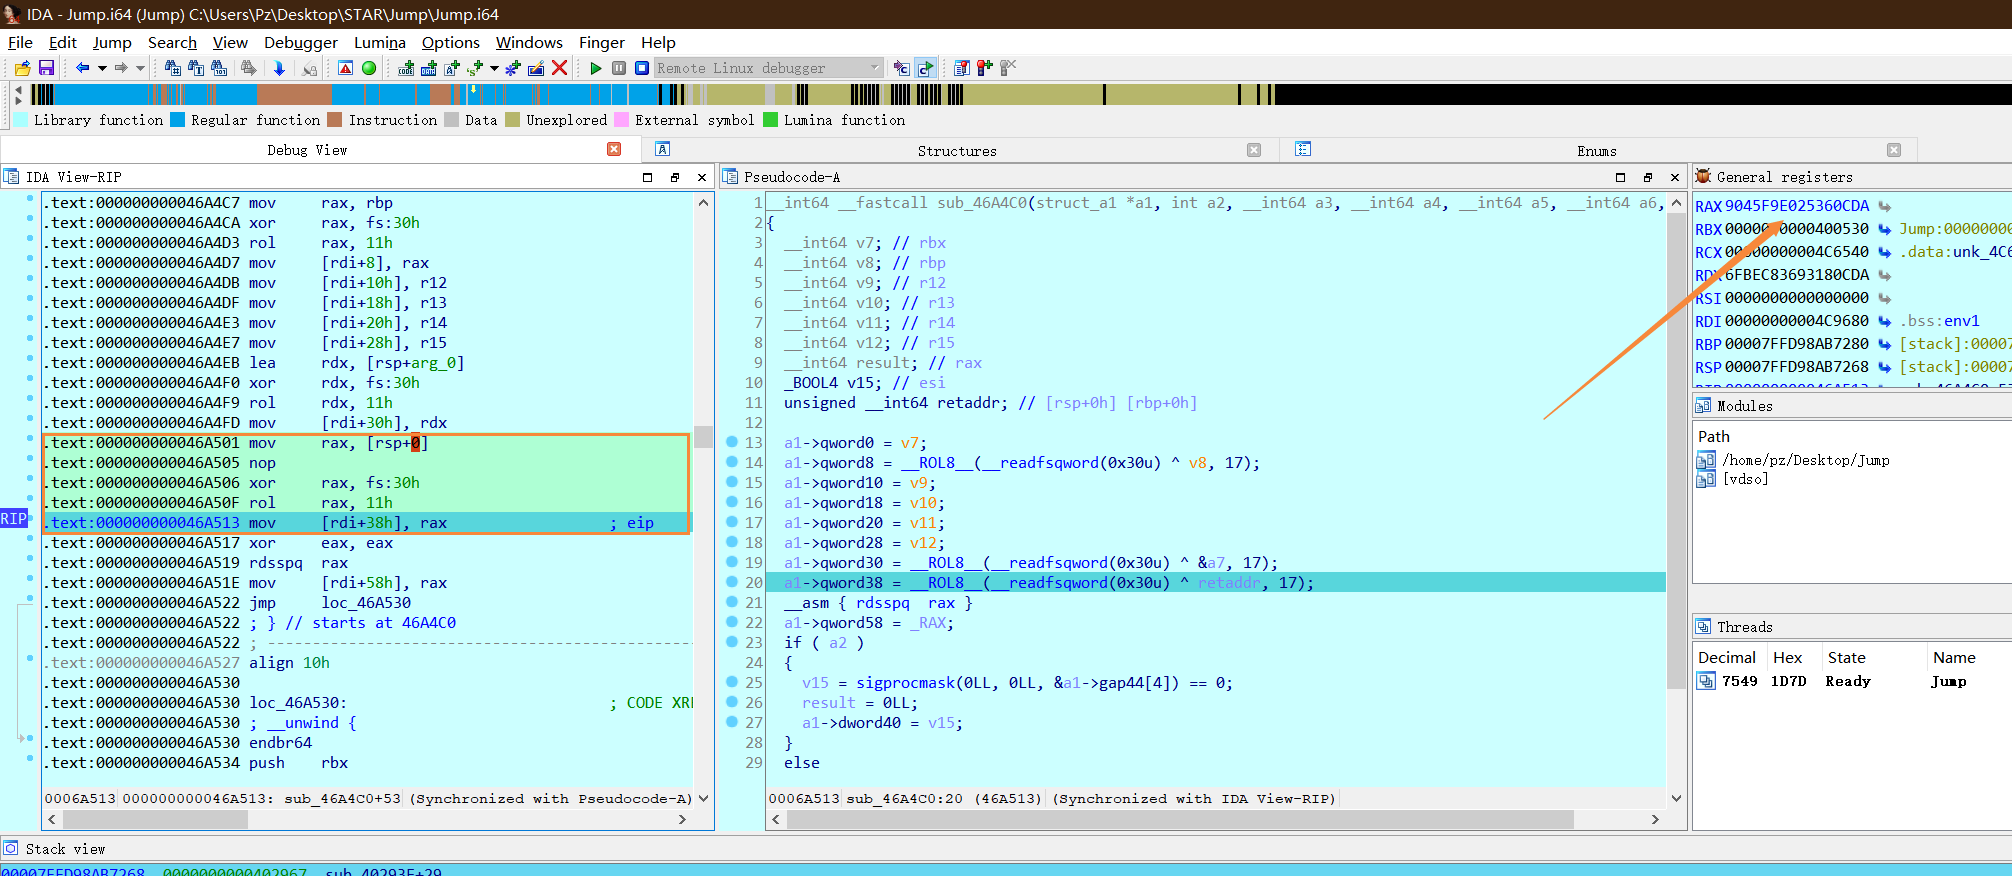 IDA - Jump.i64 (Jump) C:\Users\Pz\Desktop\STAR\Jump\Jump.i64
File Edit Jump Search View Debugger Lumina Options Windows Finger Help
Remote Linux debugger
Library function Regular function Instruction Data Unexplored External symbol Lumina function
Debug View Structures Enums
IDA View-RIP
.text:000000000046A4C7 mov rax, rbp
.text:000000000046A4CA xor rax, fs:30h
.text:000000000046A4D3 rol rax, 11h
.text:000000000046A4D7 mov [rdi+8], rax
.text:000000000046A4DB mov [rdi+10h], r12
.text:000000000046A4DF mov [rdi+18h], r13
.text:000000000046A4E3 mov [rdi+20h], r14
.text:000000000046A4E7 mov [rdi+28h], r15
.text:000000000046A4EB lea rdx, [rsp+arg_0]
.text:000000000046A4F0 xor rdx, fs:30h
.text:000000000046A4F9 rol rdx, 11h
.text:000000000046A4FD mov [rdi+30h], rdx
.text:000000000046A501 mov rax, [rsp+0]
.text:000000000046A505 nop
.text:000000000046A506 xor rax, fs:30h
.text:000000000046A50F rol rax, 11h
RIP .text:000000000046A513 mov [rdi+38h], rax ; eip
.text:000000000046A517 xor eax, eax
.text:000000000046A519 rdsspq rax
.text:000000000046A51E mov [rdi+58h], rax
.text:000000000046A522 jmp loc_46A530
.text:000000000046A522 ; } // starts at 46A4C0
.text:000000000046A522 ; ---------------------------------------
.text:000000000046A527 align 10h
.text:000000000046A530
.text:000000000046A530 loc_46A530: ; CODE XRE
.text:000000000046A530 ; __unwind {
.text:000000000046A530 endbr64
.text:000000000046A534 push rbx
0006A513 000000000046A513: sub_46A4C0+53 (Synchronized with Pseudocode-A)
Pseudocode-A
1 __int64 __fastcall sub_46A4C0(struct_a1 *a1, int a2, __int64 a3, __int64 a4, __int64 a5, __int64 a6,
2 {
3 __int64 v7; // rbx
4 __int64 v8; // rbp
5 __int64 v9; // r12
6 __int64 v10; // r13
7 __int64 v11; // r14
8 __int64 v12; // r15
9 __int64 result; // rax
10 _BOOL4 v15; // esi
11 unsigned __int64 retaddr; // [rsp+0h] [rbp+0h]
12
13 a1->qword0 = v7;
14 a1->qword8 = __ROL8__(__readfsqword(0x30u) ^ v8, 17);
15 a1->qword10 = v9;
16 a1->qword18 = v10;
17 a1->qword20 = v11;
18 a1->qword28 = v12;
19 a1->qword30 = __ROL8__(__readfsqword(0x30u) ^ &a7, 17);
20 a1->qword38 = __ROL8__(__readfsqword(0x30u) ^ retaddr, 17);
21 __asm { rdsspq rax }
22 a1->qword58 = _RAX;
23 if ( a2 )
24 {
25 v15 = sigprocmask(0LL, 0LL, &a1->gap44[4]) == 0;
26 result = 0LL;
27 a1->dword40 = v15;
28 }
29 else
0006A513 sub_46A4C0:20 (46A513) (Synchronized with IDA View-RIP)
General registers
RAX 9045F9E025360CDA
RBX 0000000000400530 Jump:00000000
RCX 00000000004C6540 .data:unk_4C6
RDX 6FBEC83693180CDA
RSI 0000000000000000
RDI 00000000004C9680 .bss:env1
RBP 00007FFD98AB7280 [stack]:00007
RSP 00007FFD98AB7268 [stack]:00007
Modules
Path
/home/pz/Desktop/Jump
[vdso]
Threads
Decimal Hex State Name
7549 1D7D Ready Jump
Stack view
00007FFD98AB7268 0000000000402967 sub_40293E+29